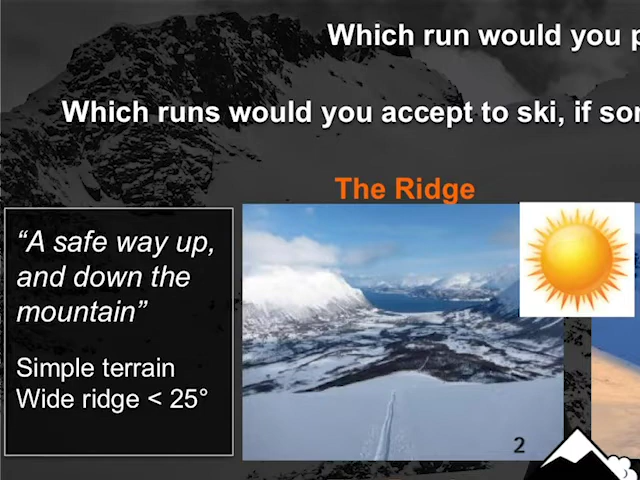 Which run would you p
Which runs would you accept to ski, if son
The Ridge
“A safe way up,
and down the
mountain”
Simple terrain
Wide ridge < 25°
2